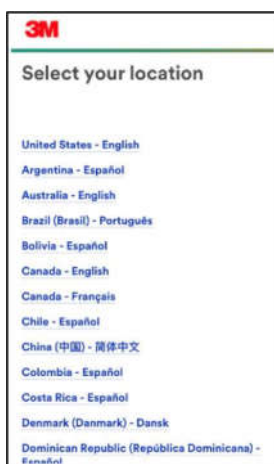 3M
Select your location
United States - English
Argentina - Español
Australia - English
Brazil (Brasil) - Português
Bolivia - Español
Canada - English
Canada - Français
Chile - Español
China (中国) - 简体中文
Colombia - Español
Costa Rica - Español
Denmark (Danmark) - Dansk
Dominican Republic (República Dominicana) -
Español